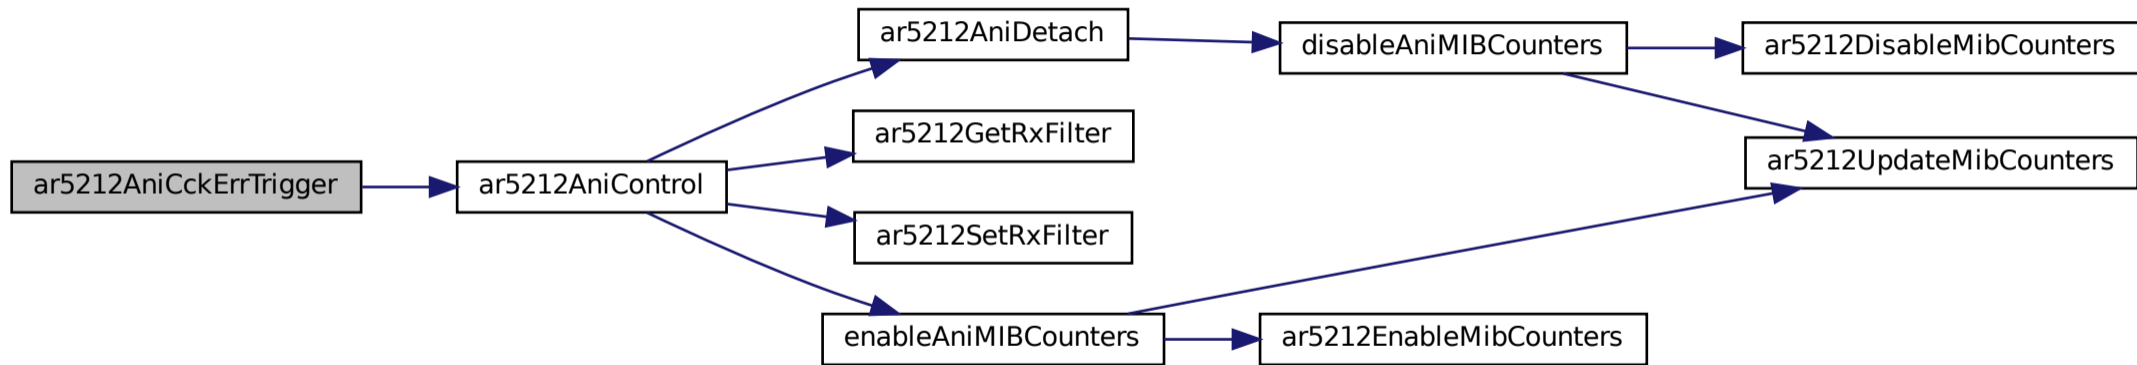 ar5212AniCckErrTrigger
ar5212AniControl
ar5212AniDetach
ar5212GetRxFilter
ar5212SetRxFilter
enableAniMIBCounters
disableAniMIBCounters
ar5212EnableMibCounters
ar5212DisableMibCounters
ar5212UpdateMibCounters